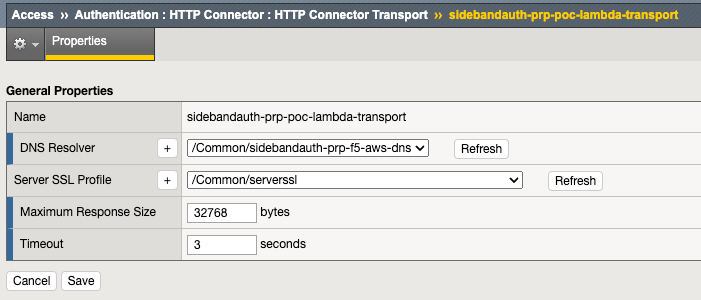 Access ›› Authentication : HTTP Connector : HTTP Connector Transport ›› sidebandauth-prp-poc-lambda-transport
Properties
General Properties
Name sidebandauth-prp-poc-lambda-transport
DNS Resolver + /Common/sidebandauth-prp-f5-aws-dns Refresh
Server SSL Profile + /Common/serverssl Refresh
Maximum Response Size 32768 bytes
Timeout 3 seconds
Cancel Save